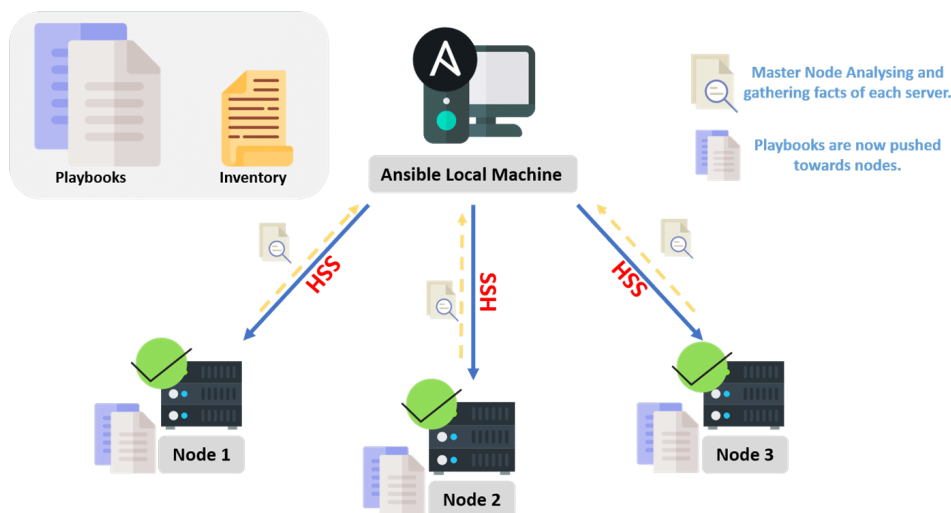 Playbooks
Inventory
Ansible Local Machine
Master Node Analysing and
gathering facts of each server.
Playbooks are now pushed
towards nodes.
SSH
SSH
SSH
Node 1
Node 2
Node 3